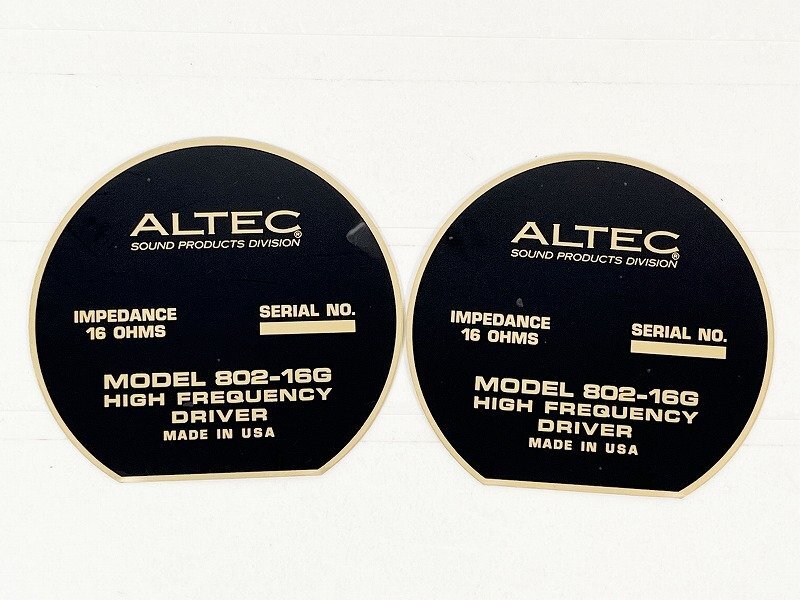 ALTEC®
SOUND PRODUCTS DIVISION
IMPEDANCE
16 OHMS
SERIAL NO.
MODEL 802-16G
HIGH FREQUENCY
DRIVER
MADE IN USA
ALTEC®
SOUND PRODUCTS DIVISION
IMPEDANCE
16 OHMS
SERIAL NO.
MODEL 802-16G
HIGH FREQUENCY
DRIVER
MADE IN USA